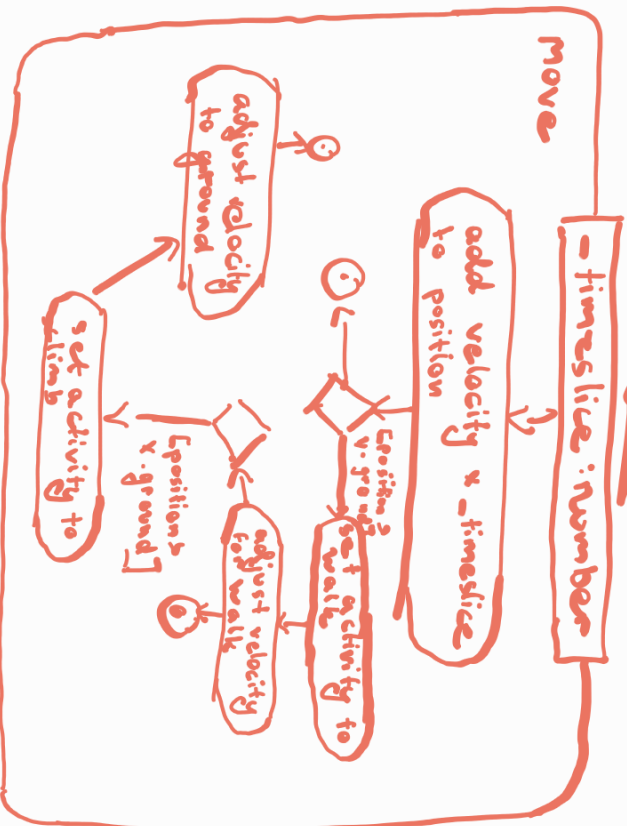 move
-timeslice:number
add velocity x -timeslice
to position
[position>
v.ground]
set activity to
walk
adjust velocity
for walk
[position>
x.ground]
set activity to
climb
adjust velocity
to ground